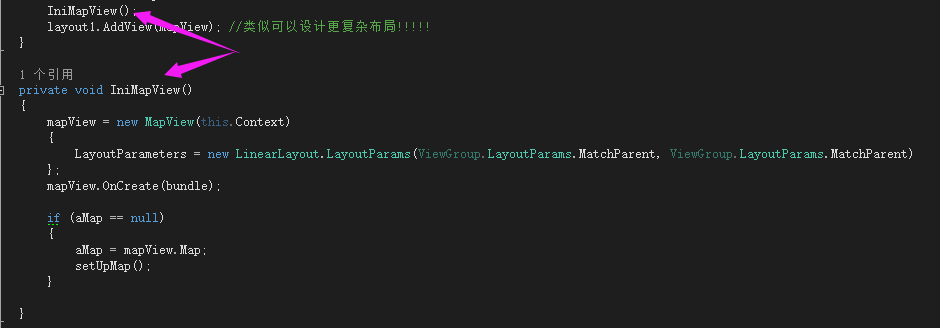 IniMapView();
layout1.AddView(mapView); //类似可以设计更复杂布局!!!!!
}
1 个引用
private void IniMapView()
{
mapView = new MapView(this.Context)
{
LayoutParameters = new LinearLayout.LayoutParams(ViewGroup.LayoutParams.MatchParent, ViewGroup.LayoutParams.MatchParent)
};
mapView.OnCreate(bundle);
if (aMap == null)
{
aMap = mapView.Map;
setUpMap();
}
}